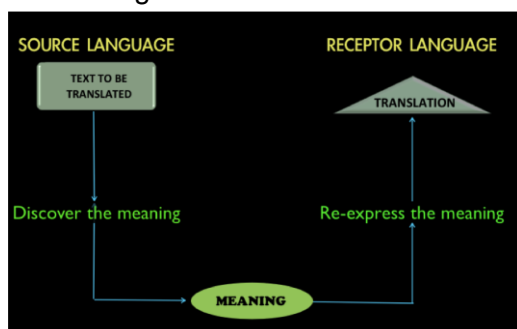 SOURCE LANGUAGE
RECEPTOR LANGUAGE
TEXT TO BE
TRANSLATED
TRANSLATION
Discover the meaning
Re-express the meaning
MEANING